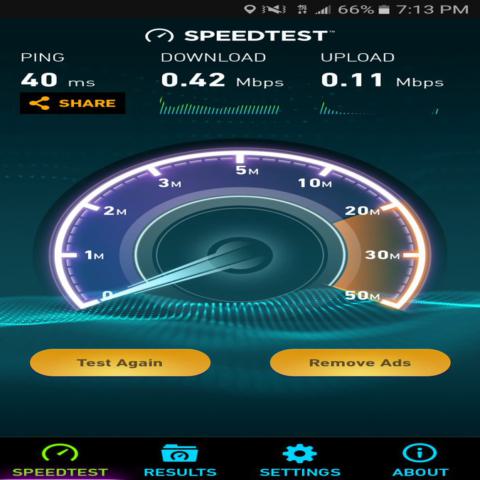 66% 7:13 PM
SPEEDTEST™
PING DOWNLOAD UPLOAD
40 ms 0.42 Mbps 0.11 Mbps
SHARE
5M
3M 10M
2M 20M
1M 30M
0 50M
Test Again Remove Ads
SPEEDTEST RESULTS SETTINGS ABOUT